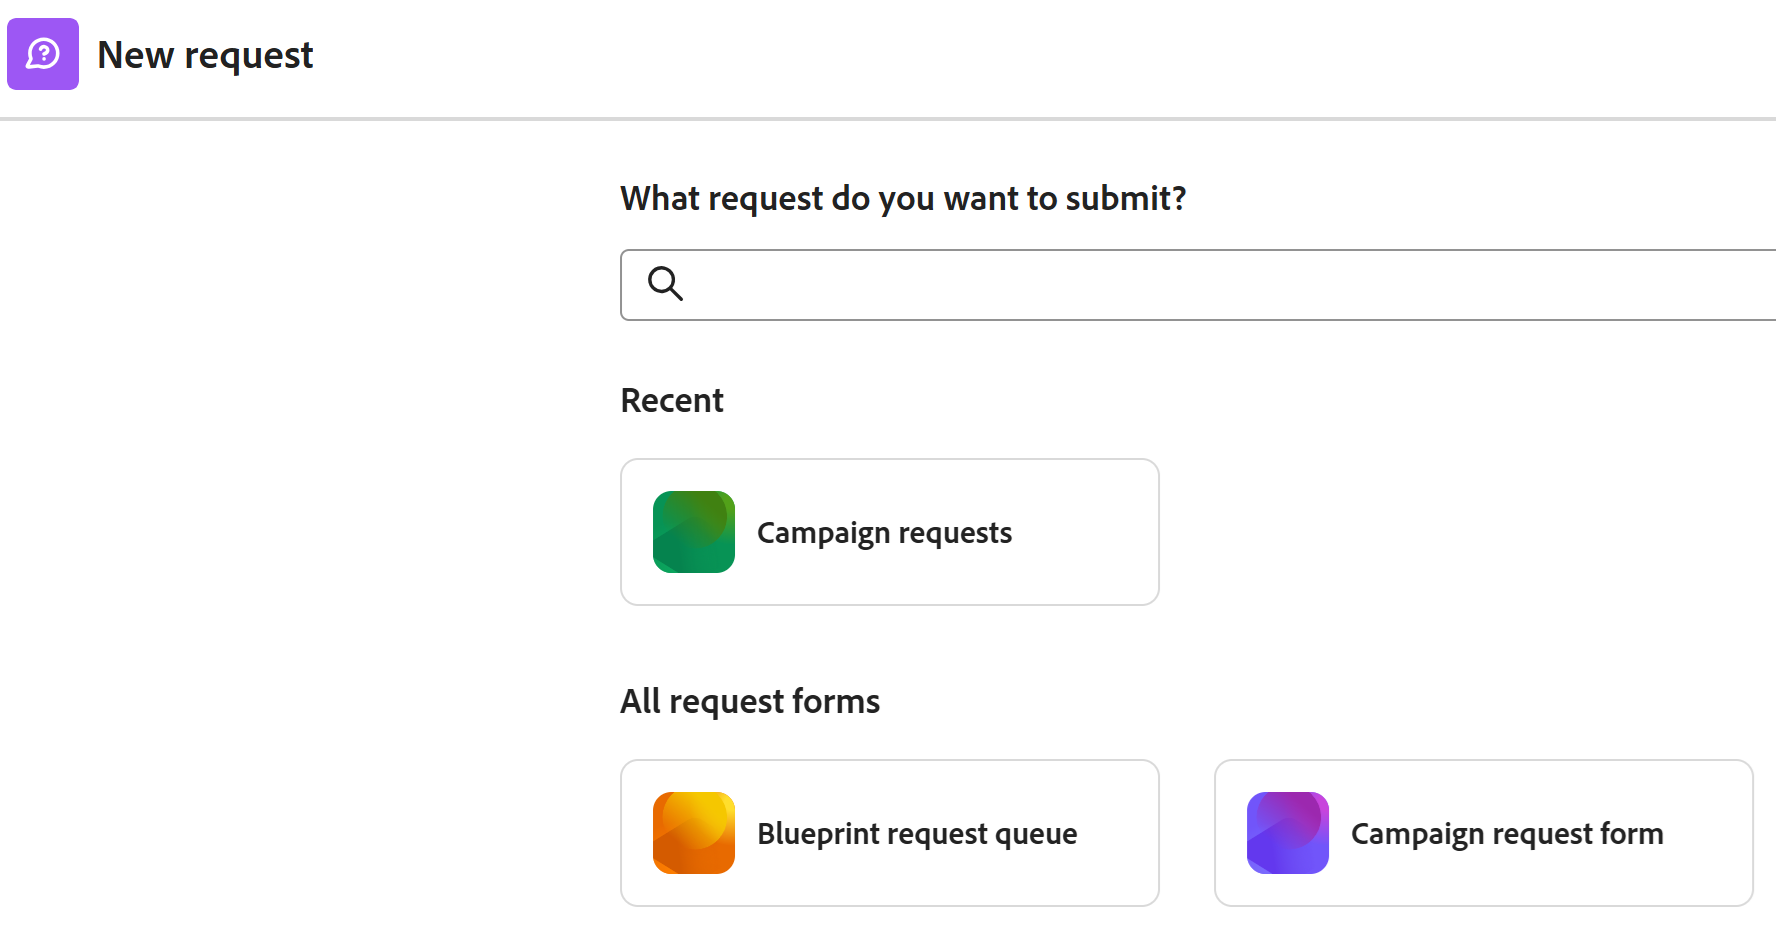 New request
What request do you want to submit?
Recent
Campaign requests
All request forms
Blueprint request queue
Campaign request form